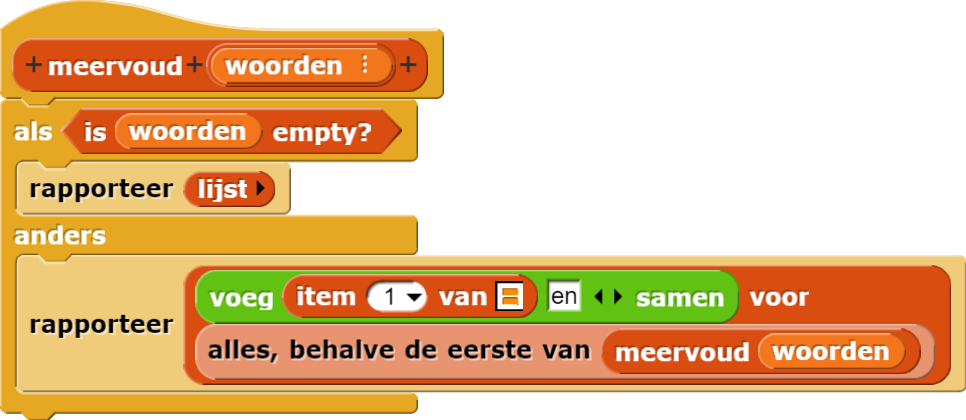 + meervoud + woorden ⋮ +
als is woorden empty?
rapporteer lijst
anders
voeg item 1 van en samen voor
rapporteer
alles, behalve de eerste van meervoud woorden